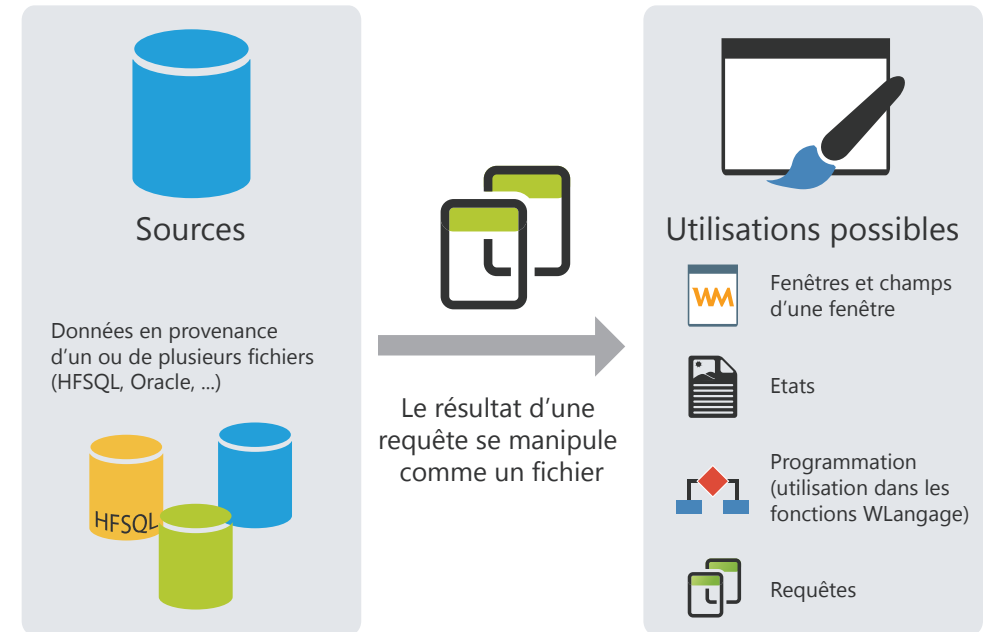 Sources
Données en provenance
d'un ou de plusieurs fichiers
(HFSQL, Oracle, ...)
HFSQL
Le résultat d'une
requête se manipule
comme un fichier
Utilisations possibles
WM
Fenêtres et champs
d'une fenêtre
Etats
Programmation
(utilisation dans les
fonctions WLangage)
Requêtes